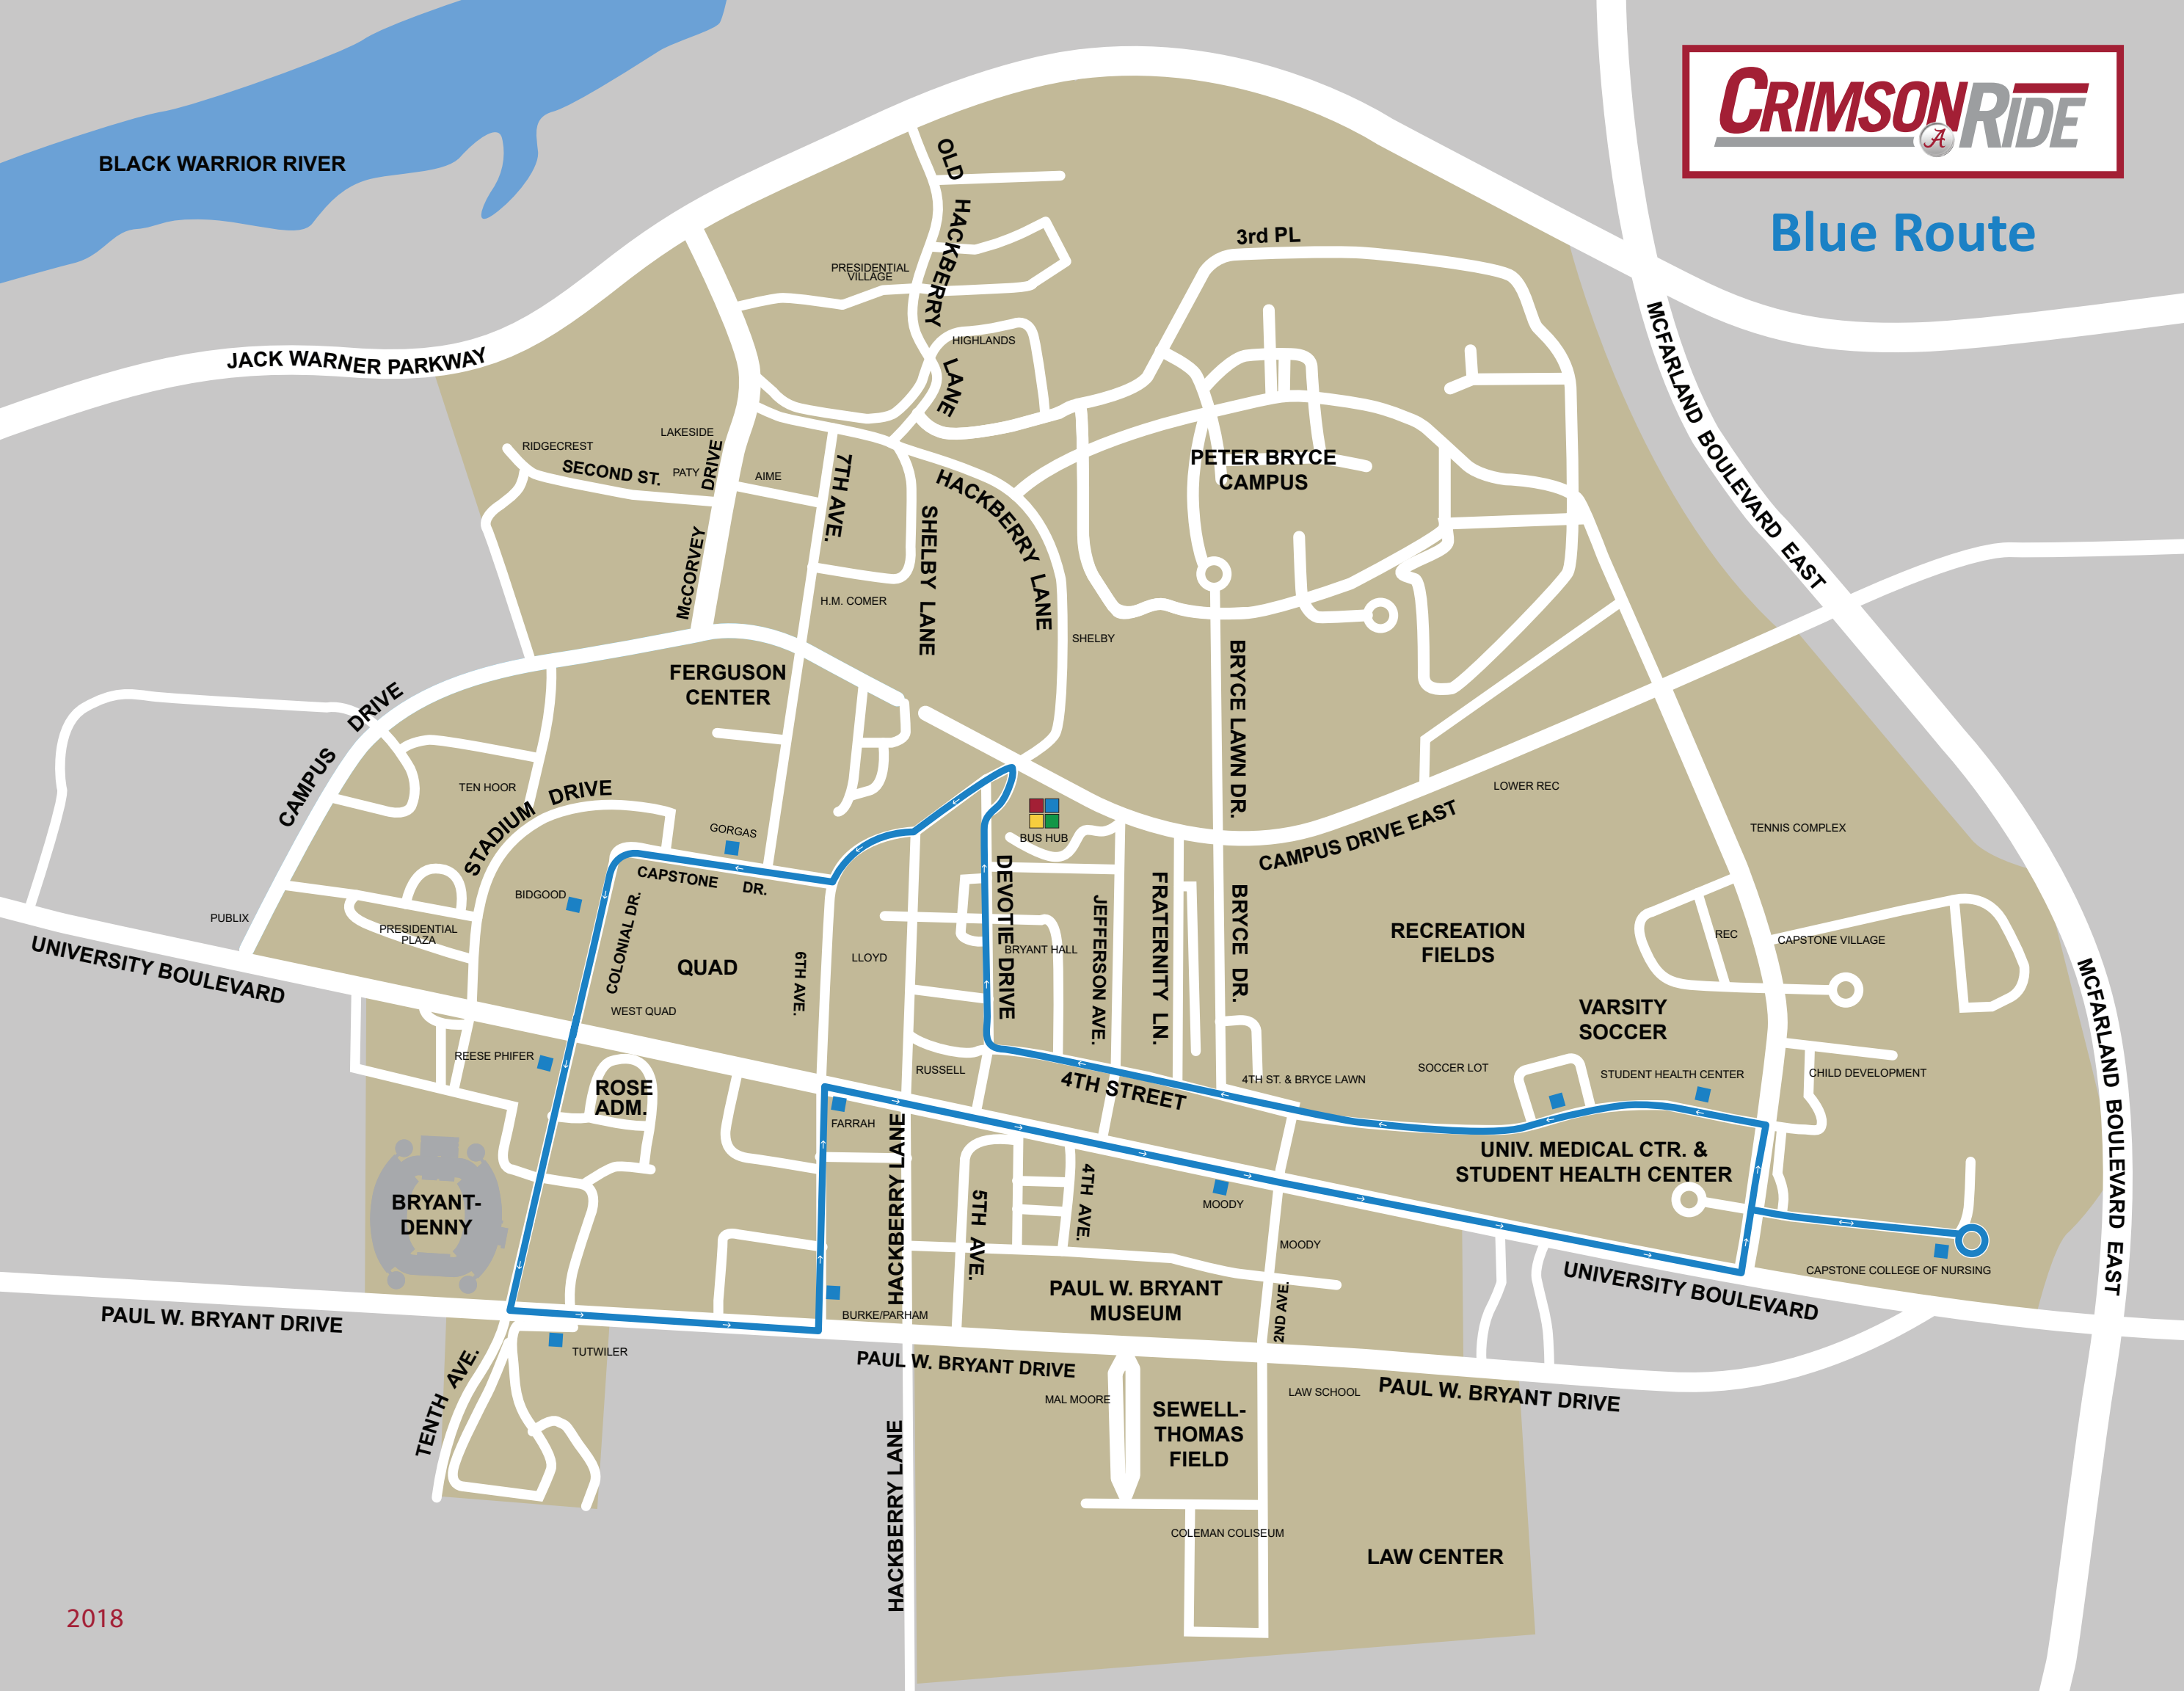 CRIMSONRIDE
A
Blue Route
BLACK WARRIOR RIVER
OLD HACKBERRY LANE
3rd PL
PRESIDENTIAL
VILLAGE
HIGHLANDS
JACK WARNER PARKWAY
MCFARLAND BOULEVARD EAST
LAKESIDE
RIDGECREST
SECOND ST.
PATY
McCORVEY DRIVE
AIME
7TH AVE.
HACKBERRY LANE
PETER BRYCE
CAMPUS
SHELBY LANE
H.M. COMER
SHELBY
FERGUSON
CENTER
BRYCE LAWN DR.
CAMPUS DRIVE
TEN HOOR
STADIUM DRIVE
GORGAS
BUS HUB
LOWER REC
CAMPUS DRIVE EAST
TENNIS COMPLEX
CAPSTONE DR.
BIDGOOD
COLONIAL DR.
PUBLIX
PRESIDENTIAL
PLAZA
UNIVERSITY BOULEVARD
QUAD
6TH AVE.
LLOYD
DEVOTIE DRIVE
BRYANT HALL
JEFFERSON AVE.
FRATERNITY LN.
BRYCE DR.
RECREATION
FIELDS
REC
CAPSTONE VILLAGE
MCFARLAND BOULEVARD EAST
WEST QUAD
VARSITY
SOCCER
REESE PHIFER
ROSE
ADM.
RUSSELL
4TH STREET
4TH ST. & BRYCE LAWN
SOCCER LOT
STUDENT HEALTH CENTER
CHILD DEVELOPMENT
FARRAH
HACKBERRY LANE
UNIV. MEDICAL CTR. &
STUDENT HEALTH CENTER
BRYANT-
DENNY
5TH AVE.
4TH AVE.
MOODY
MOODY
CAPSTONE COLLEGE OF NURSING
UNIVERSITY BOULEVARD
PAUL W. BRYANT
MUSEUM
2ND AVE.
BURKE/PARHAM
PAUL W. BRYANT DRIVE
TUTWILER
TENTH AVE.
PAUL W. BRYANT DRIVE
PAUL W. BRYANT DRIVE
MAL MOORE
LAW SCHOOL
SEWELL-
THOMAS
FIELD
HACKBERRY LANE
COLEMAN COLISEUM
LAW CENTER
2018